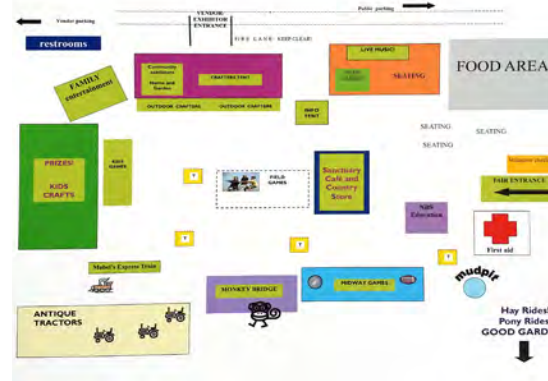 Public parking
Vendor parking
VENDOR/
EXHIBITOR
ENTRANCE
FIRE LANE- KEEP CLEAR!
restrooms
LIVE MUSIC!
SEATING
FOOD AREA
FAMILY
entertainment
Community
Home and
Garden
CRAFTERS TENT
OUTDOOR CRAFTERS
OUTDOOR CRAFTERS
INFO
TENT
SEATING
SEATING
SEATING
PRIZES!
KIDS
CRAFTS
KIDS
GAMES
FIELD
GAMES
Sanctuary
Café and
Country
Store
FAIR ENTRANCE
Education
First aid
Mabel's Express Train
MONKEY BRIDGE
MIDWAY GAMES
mudpit
ANTIQUE
TRACTORS
Hay Rides!
Pony Rides
GOOD GARD